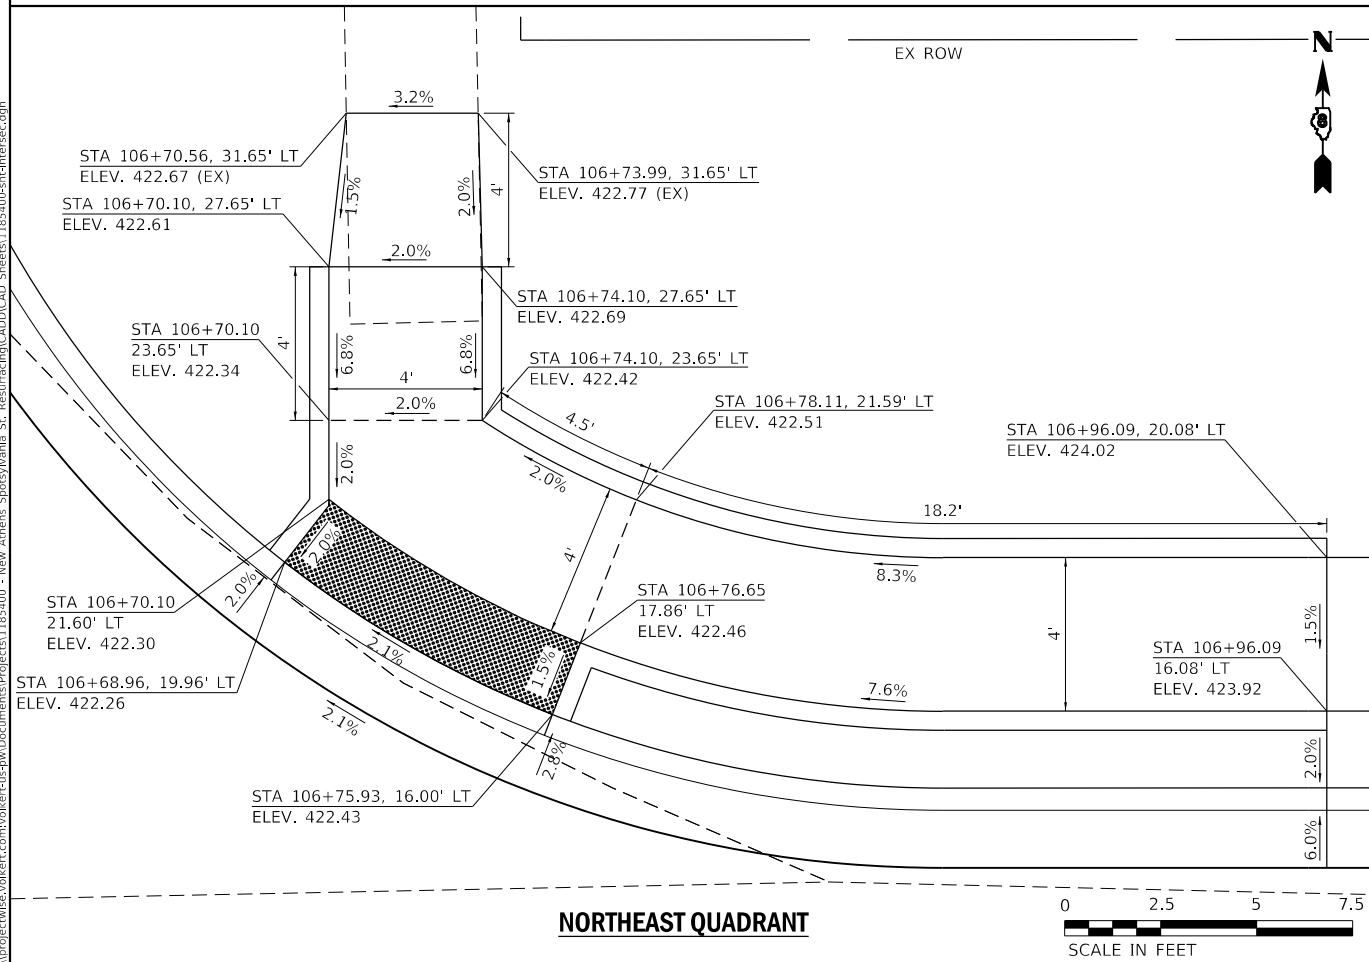 EX ROW
N
3.2%
STA 106+70.56, 31.65' LT
ELEV. 422.67 (EX)
STA 106+73.99, 31.65' LT
ELEV. 422.77 (EX)
1.5%
2.0%
4'
STA 106+70.10, 27.65' LT
ELEV. 422.61
2.0%
STA 106+74.10, 27.65' LT
ELEV. 422.69
STA 106+70.10
23.65' LT
ELEV. 422.34
4'
6.8%
6.8%
STA 106+74.10, 23.65' LT
ELEV. 422.42
4'
2.0%
4.5'
STA 106+78.11, 21.59' LT
ELEV. 422.51
STA 106+96.09, 20.08' LT
ELEV. 424.02
2.0%
2.0%
18.2'
2.0%
4'
8.3%
2.0%
STA 106+70.10
21.60' LT
ELEV. 422.30
STA 106+76.65
17.86' LT
ELEV. 422.46
4'
1.5%
2.1%
1.5%
STA 106+96.09
16.08' LT
ELEV. 423.92
STA 106+68.96, 19.96' LT
ELEV. 422.26
7.6%
2.1%
2.8%
2.0%
STA 106+75.93, 16.00' LT
ELEV. 422.43
6.0%
NORTHEAST QUADRANT
0 2.5 5 7.5
SCALE IN FEET